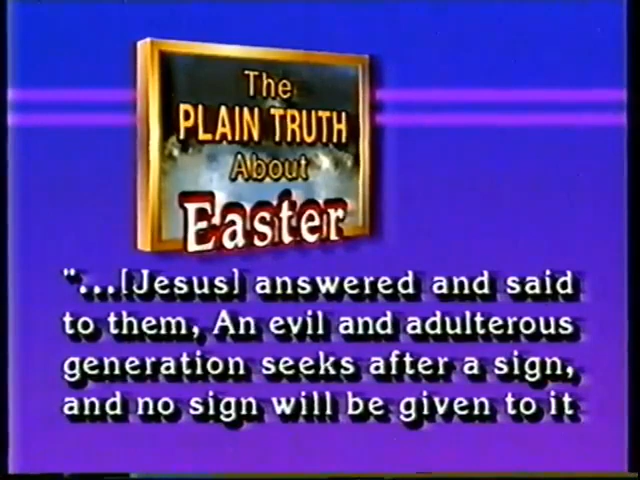 The
PLAIN TRUTH
About
Easter
"...[Jesus] answered and said
to them, An evil and adulterous
generation seeks after a sign,
and no sign will be given to it